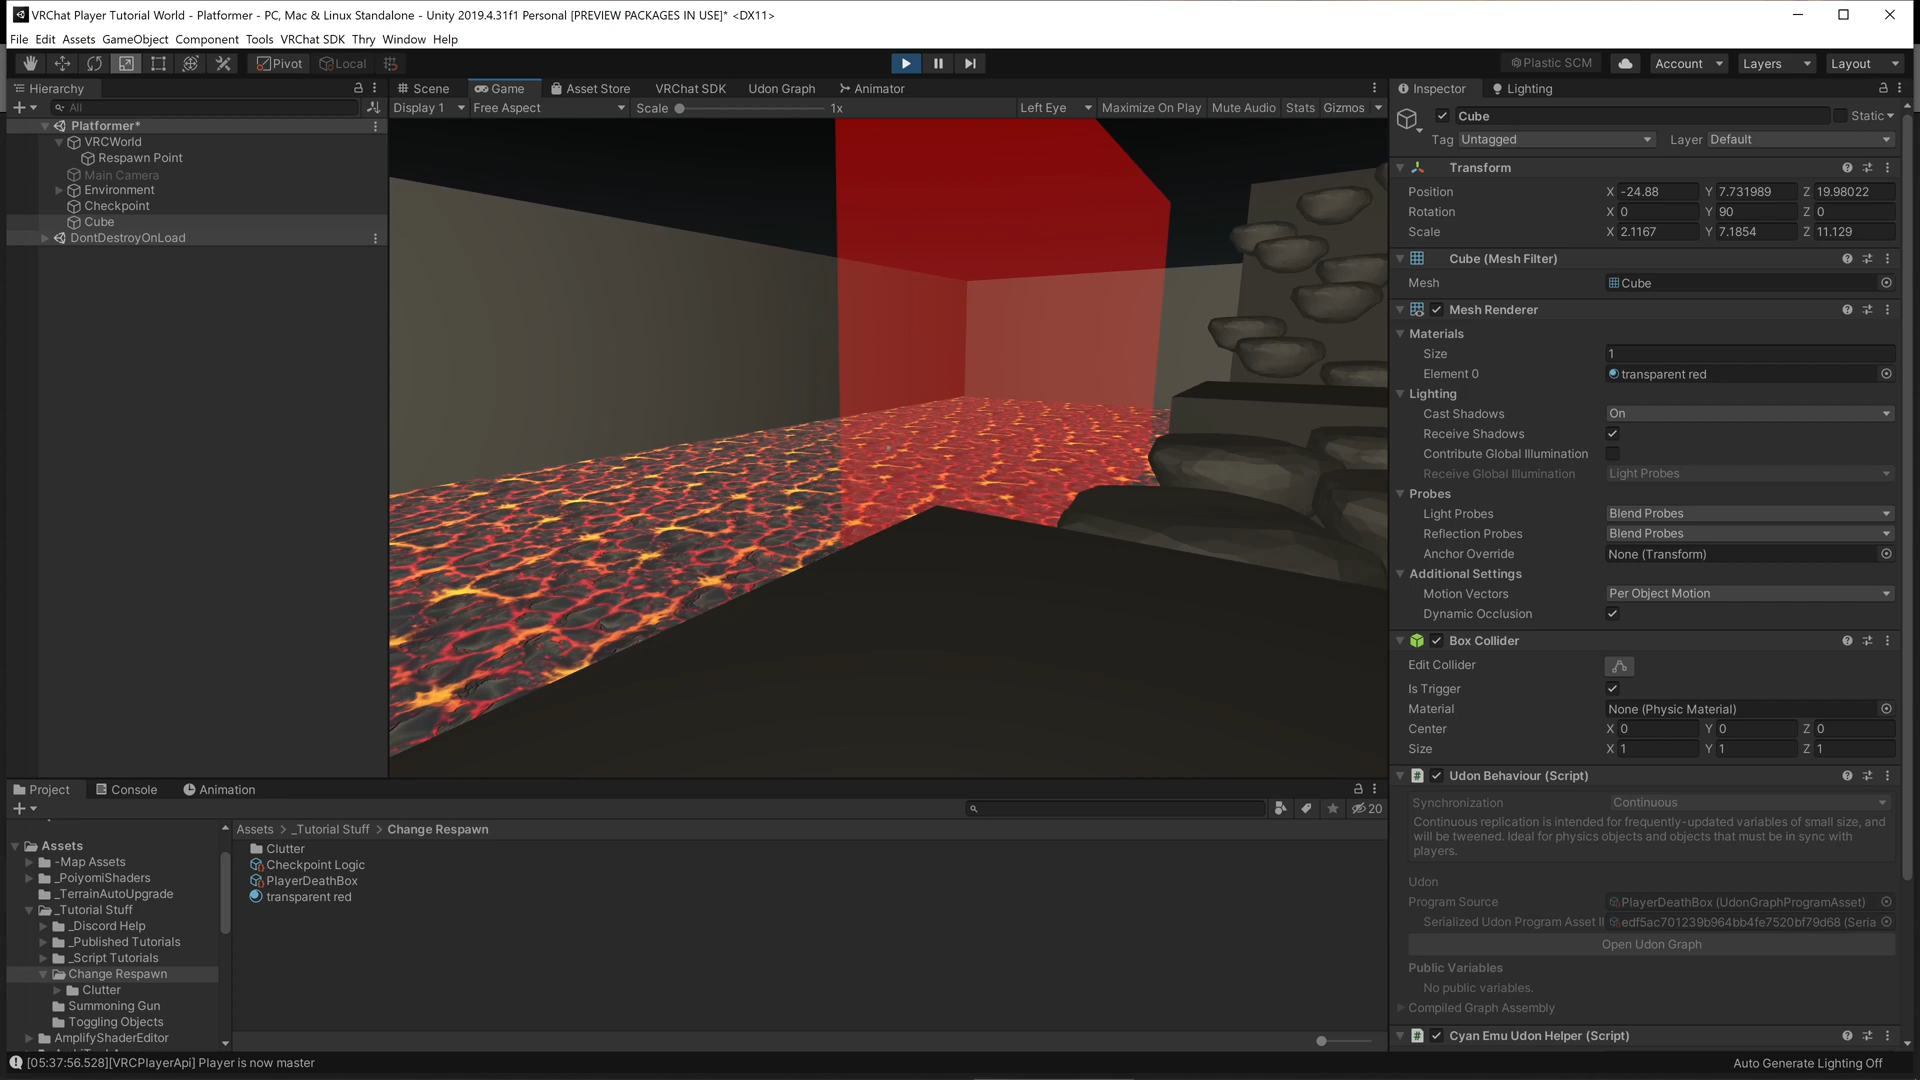 VRChat Player Tutorial World - Platformer - PC, Mac & Linux Standalone - Unity 2019.4.31f1 Personal [PREVIEW PACKAGES IN USE]* <DX11>
File Edit Assets GameObject Component Tools VRChat SDK Thry Window Help
Pivot Local Plastic SCM Account Layers Layout
Hierarchy
All
Platformer*
VRCWorld
Respawn Point
Main Camera
Environment
Checkpoint
Cube
DontDestroyOnLoad
Scene Game Asset Store VRChat SDK Udon Graph Animator
Display 1 Free Aspect Scale 1x Left Eye Maximize On Play Mute Audio Stats Gizmos
Inspector Lighting
Cube Static
Tag Untagged Layer Default
Transform
Position X -24.88 Y 7.731989 Z 19.98022
Rotation X 0 Y 90 Z 0
Scale X 2.1167 Y 7.1854 Z 11.129
Cube (Mesh Filter)
Mesh Cube
Mesh Renderer
Materials
Size 1
Element 0 transparent red
Lighting
Cast Shadows On
Receive Shadows
Contribute Global Illumination
Receive Global Illumination Light Probes
Probes
Light Probes Blend Probes
Reflection Probes Blend Probes
Anchor Override None (Transform)
Additional Settings
Motion Vectors Per Object Motion
Dynamic Occlusion
Box Collider
Edit Collider
Is Trigger
Material None (Physic Material)
Center X 0 Y 0 Z 0
Size X 1 Y 1 Z 1
Udon Behaviour (Script)
Synchronization Continuous
Continuous replication is intended for frequently-updated variables of small size, and
will be tweened. Ideal for physics objects and objects that must be in sync with
players.
Udon
Program Source PlayerDeathBox (UdonGraphProgramAsset)
Serialized Udon Program Asset I edf5ac701239b964bb4fe7520bf79d68 (Seria
Open Udon Graph
Public Variables
No public variables.
Compiled Graph Assembly
Cyan Emu Udon Helper (Script)
Project Console Animation
20
Assets
-Map Assets
_PoiyomiShaders
_TerrainAutoUpgrade
_Tutorial Stuff
_Discord Help
_Published Tutorials
_Script Tutorials
Change Respawn
Clutter
Summoning Gun
Toggling Objects
AmplifyShaderEditor
Assets > _Tutorial Stuff > Change Respawn
Clutter
Checkpoint Logic
PlayerDeathBox
transparent red
[05:37:56.528][VRCPlayerApi] Player is now master
Auto Generate Lighting Off